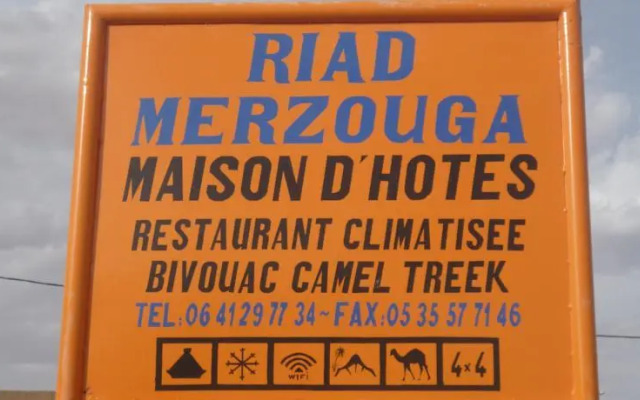 RIAD
MERZOUGA
MAISON D'HOTES
RESTAURANT CLIMATISEE
BIVOUAC CAMEL TREEK
TEL:06 41 29 77 34~FAX:05 35 57 71 46
WIFI
4x4